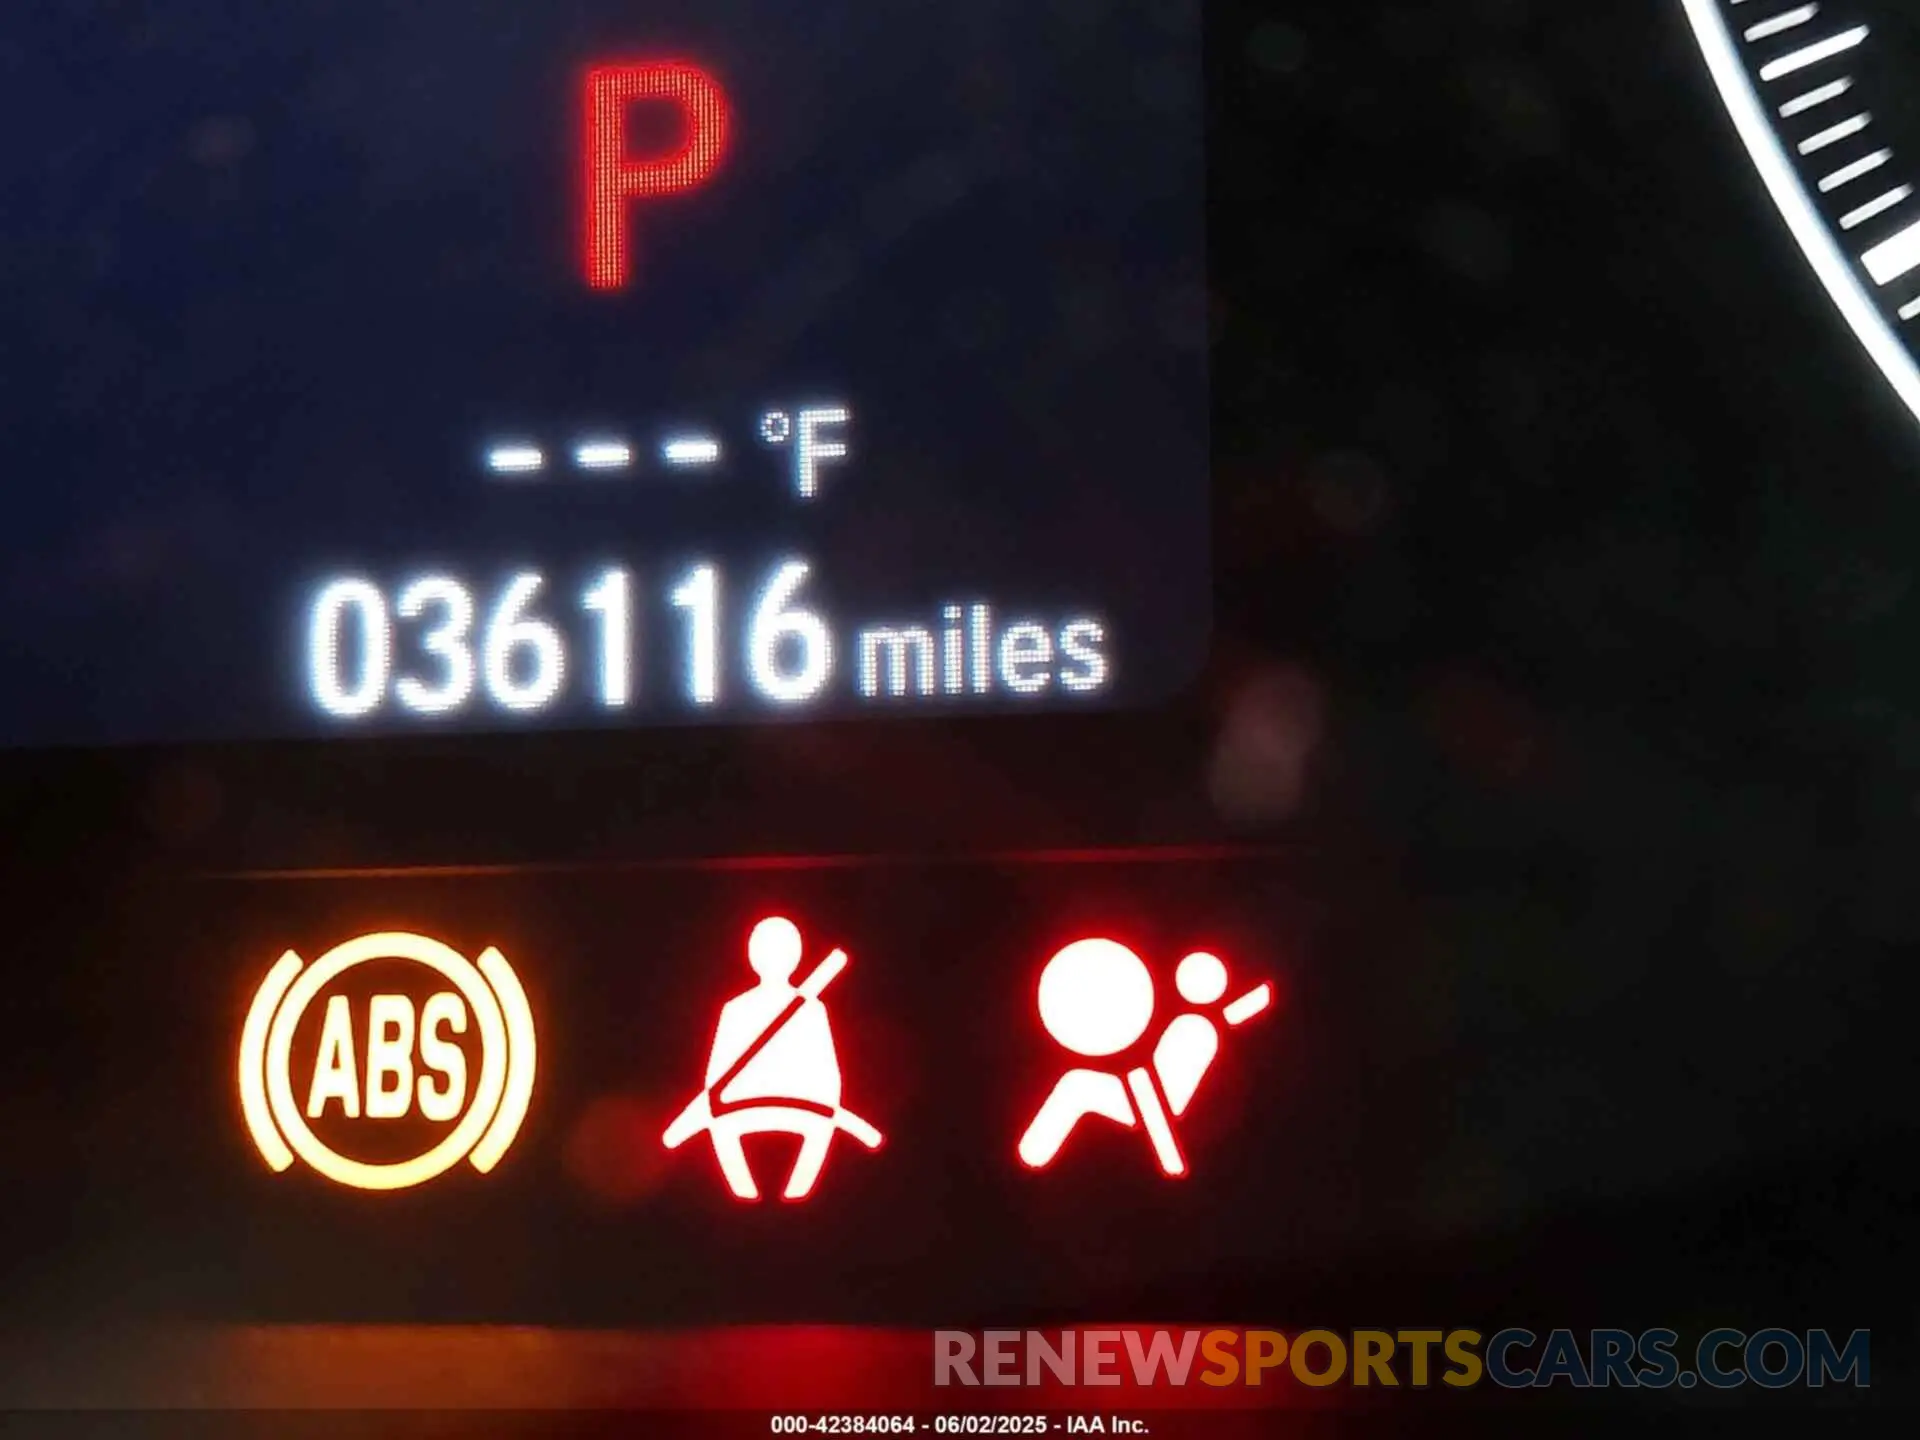 P
--- °F
036116 miles
ABS
RENEWSPORTSCARS.COM
000-42384064 - 06/02/2025 - IAA Inc.